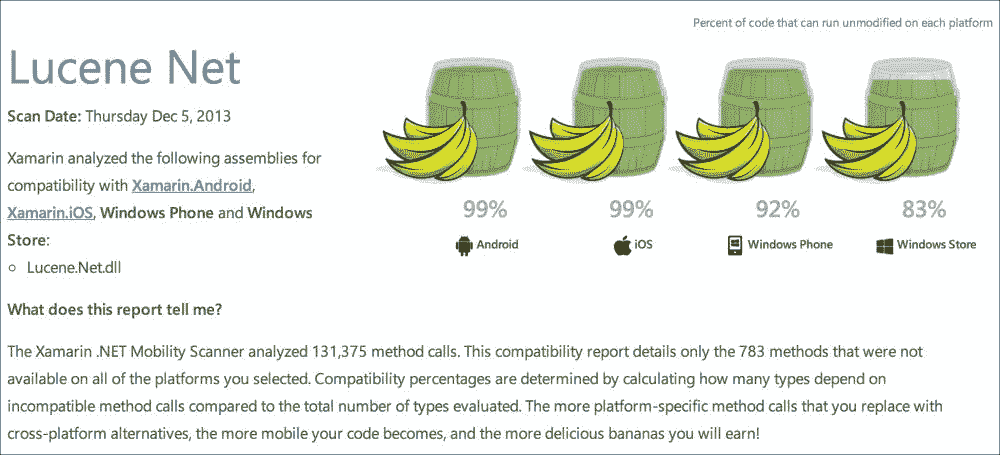 Percent of code that can run unmodified on each platform
Lucene Net
Scan Date: Thursday Dec 5, 2013
Xamarin analyzed the following assemblies for
compatibility with Xamarin.Android,
Xamarin.iOS, Windows Phone and Windows
Store:
○ Lucene.Net.dll
99% 99% 92% 83%
Android iOS Windows Phone Windows Store
What does this report tell me?
The Xamarin .NET Mobility Scanner analyzed 131,375 method calls. This compatibility report details only the 783 methods that were not
available on all of the platforms you selected. Compatibility percentages are determined by calculating how many types depend on
incompatible method calls compared to the total number of types evaluated. The more platform-specific method calls that you replace with
cross-platform alternatives, the more mobile your code becomes, and the more delicious bananas you will earn!